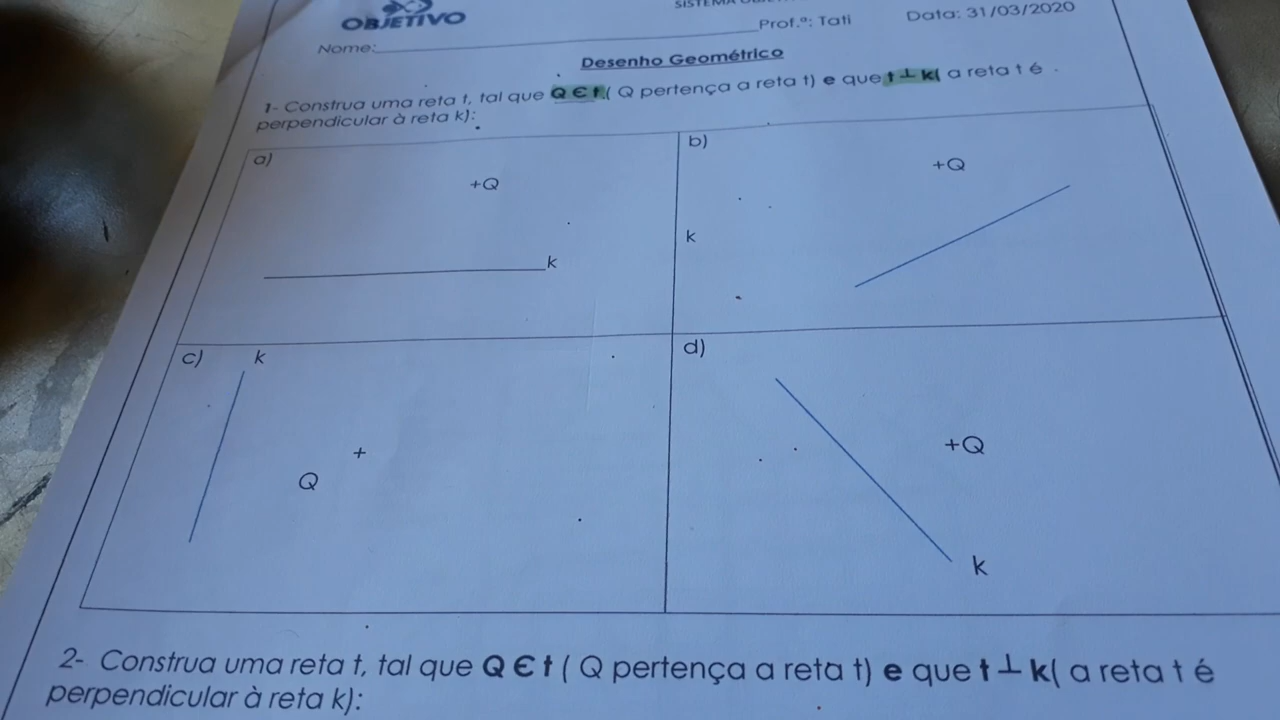 OBJETIVO
Prof.ª: Tati
Data: 31/03/2020
Nome:
Desenho Geométrico
1- Construa uma reta t, tal que Q Є t ( Q pertença a reta t) e que t ⊥ k( a reta t é
perpendicular à reta k):
a)
+Q
k
b)
+Q
k
c)
k
+
Q
d)
+Q
k
2- Construa uma reta t, tal que Q Є t ( Q pertença a reta t) e que t ⊥ k( a reta t é
perpendicular à reta k):